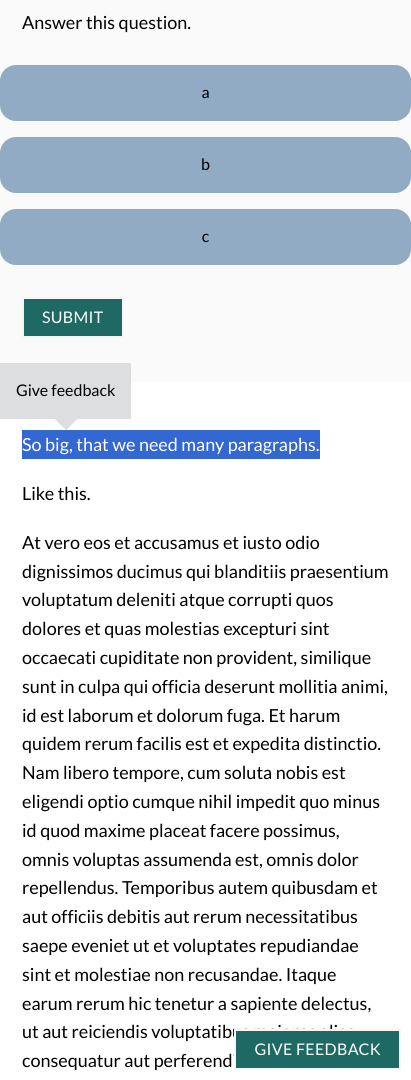 Answer this question.
a
b
c
SUBMIT
Give feedback
So big, that we need many paragraphs.
Like this.
At vero eos et accusamus et iusto odio
dignissimos ducimus qui blanditiis praesentium
voluptatum deleniti atque corrupti quos
dolores et quas molestias excepturi sint
occaecati cupiditate non provident, similique
sunt in culpa qui officia deserunt mollitia animi,
id est laborum et dolorum fuga. Et harum
quidem rerum facilis est et expedita distinctio.
Nam libero tempore, cum soluta nobis est
eligendi optio cumque nihil impedit quo minus
id quod maxime placeat facere possimus,
omnis voluptas assumenda est, omnis dolor
repellendus. Temporibus autem quibusdam et
aut officiis debitis aut rerum necessitatibus
saepe eveniet ut et voluptates repudiandae
sint et molestiae non recusandae. Itaque
earum rerum hic tenetur a sapiente delectus,
ut aut reiciendis
consequatur aut
GIVE FEEDBACK